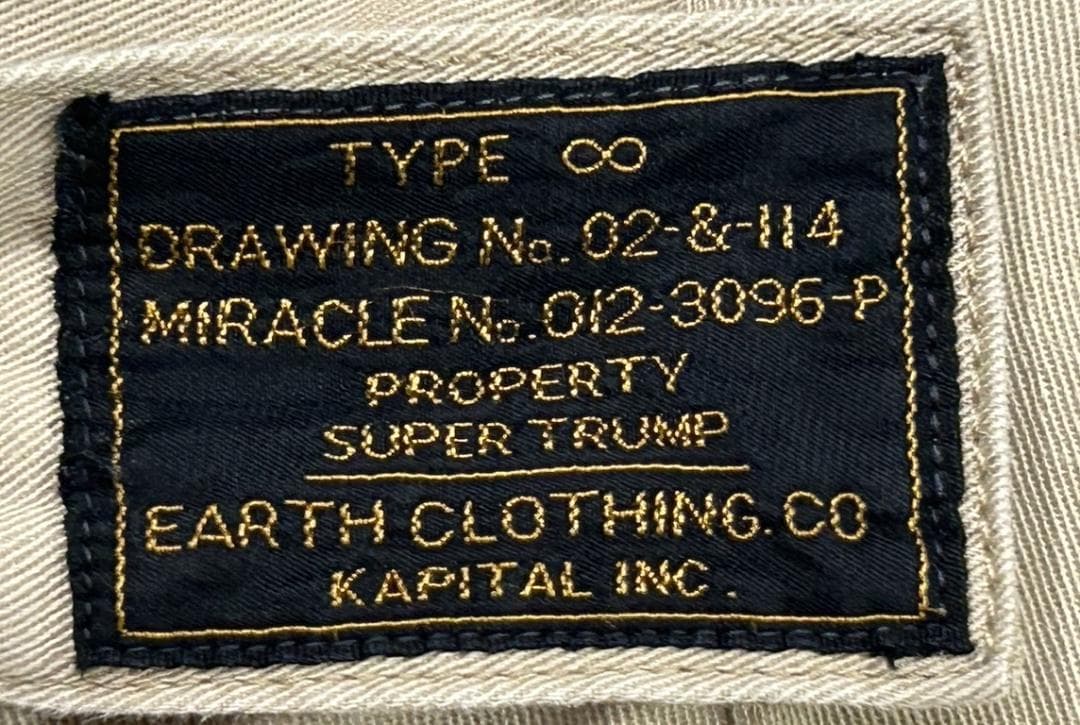 TYPE ∞
DRAWING No. 02-&-114
MIRACLE No. 012-3096-P
PROPERTY
SUPER TRUMP
EARTH CLOTHING. CO
KAPITAL INC.